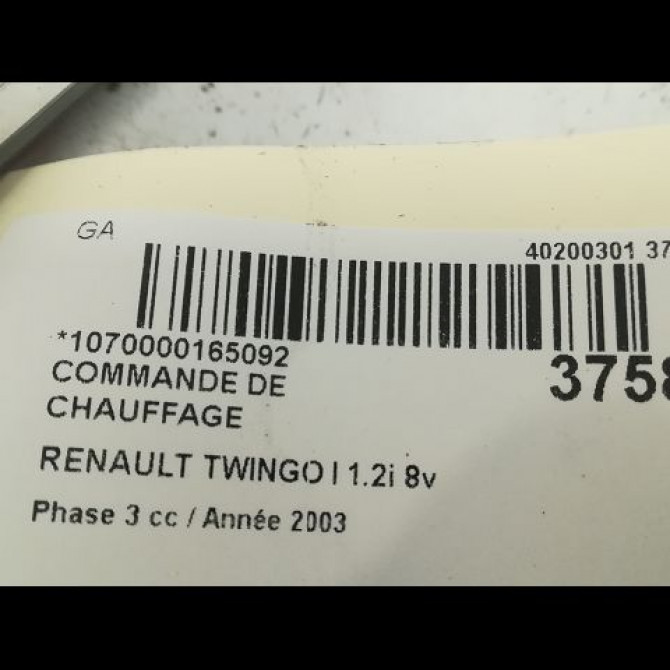 GA
40200301 37
*1070000165092
3758
COMMANDE DE
CHAUFFAGE
RENAULT TWINGO I 1.2i 8v
Phase 3 cc / Année 2003